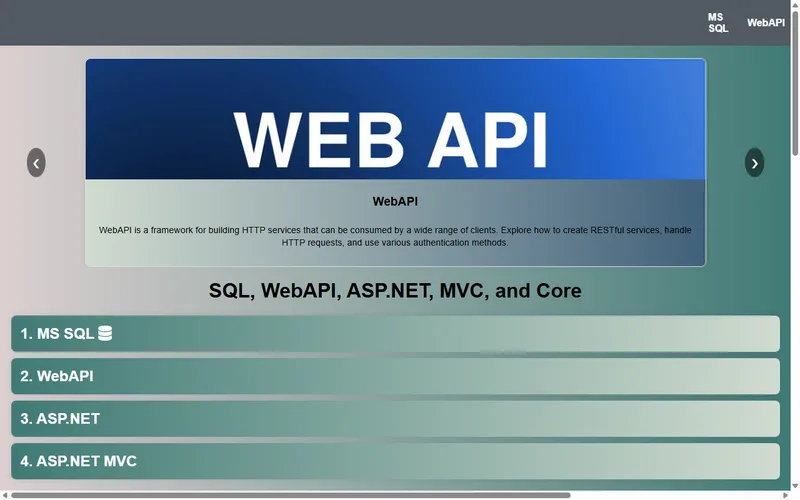 MS
SQL
WebAPI
WEB API
❮
❯
WebAPI
WebAPI is a framework for building HTTP services that can be consumed by a wide range of clients. Explore how to create RESTful services, handle
HTTP requests, and use various authentication methods.
SQL, WebAPI, ASP.NET, MVC, and Core
1. MS SQL
2. WebAPI
3. ASP.NET
4. ASP.NET MVC